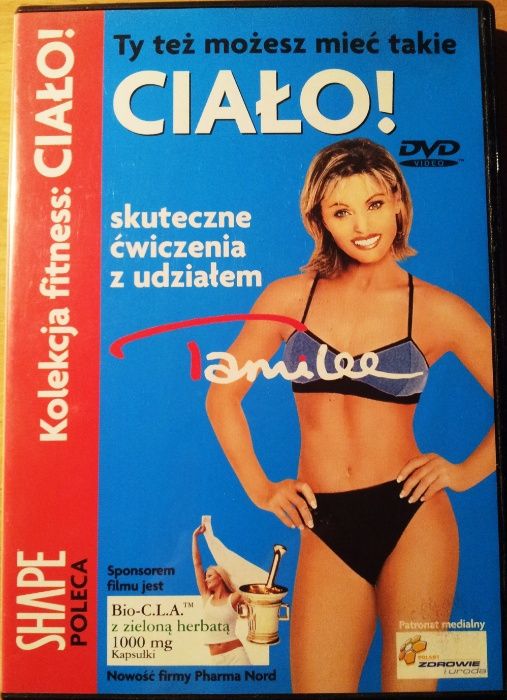 Ty też możesz mieć takie
CIAŁO!
DVD
VIDEO
skuteczne
ćwiczenia
z udziałem
Tamilee
Kolekcja fitness: CIAŁO!
SHAPE
POLECA
Sponsorem
filmu jest
Bio-C.L.A.™
z zieloną herbatą
1000 mg
Kapsułki
Nowość firmy Pharma Nord
Patronat medialny
POLSAT
ZDROWIE
i uroda